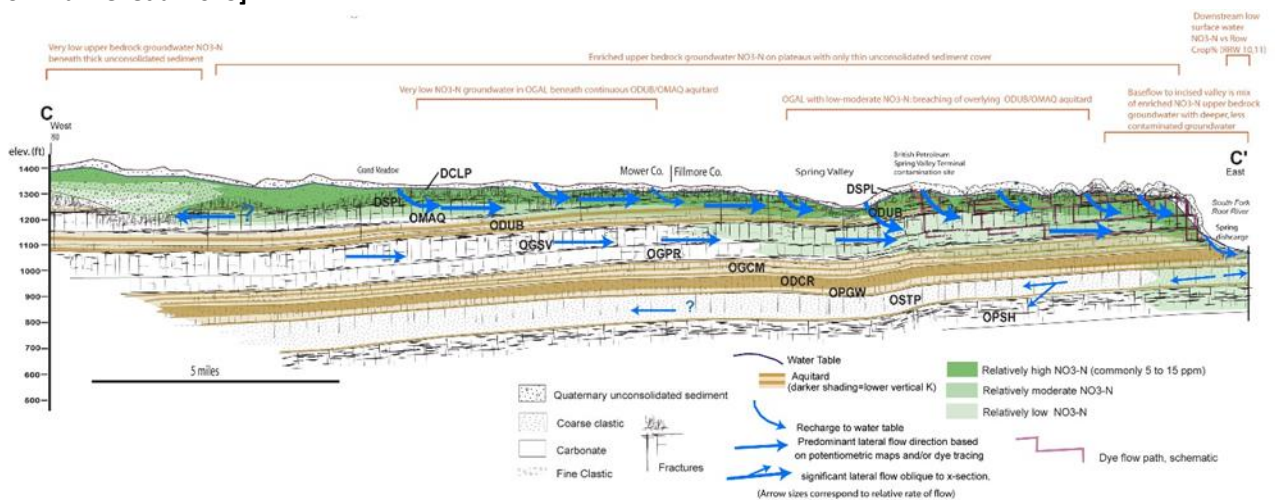 Very low upper bedrock groundwater NO3-N
beneath thick unconsolidated sediment
Enriched upper bedrock groundwater NO3-N on plateaus with only thin unconsolidated sediment cover
Downstream low
surface water
NO3-N vs Row
Crop% (RRW 10,11)
Very low NO3-N groundwater in OGAL beneath continuous ODUB/OMAQ aquitard
OGAL with low-moderate NO3-N: breaching of overlying ODUB/OMAQ aquitard
Baseflow to incised valley is mix
of enriched NO3-N upper bedrock
groundwater with deeper, less
contaminated groundwater
C
West
elev. (ft)
C'
East
1400
1300
1200
1100
1000
900
800
700
600
Grand Meadow
DCLP
Mower Co.
Fillmore Co.
Spring Valley
British Petroleum
Spring Valley Terminal
contamination site
South Fork
Root River
Spring
discharge
DSPL
OMAQ
ODUB
DSPL
ODUB
OGSV
OGPR
OGCM
ODCR
OPGW
OSTP
OPSH
?
?
5 miles
Quaternary unconsolidated sediment
Coarse clastic
Carbonate
Fine Clastic
Fractures
Water Table
Aquitard
(darker shading=lower vertical K)
Recharge to water table
Predominant lateral flow direction based
on potentiometric maps and/or dye tracing
significant lateral flow oblique to x-section.
(Arrow sizes correspond to relative rate of flow)
Relatively high NO3-N (commonly 5 to 15 ppm)
Relatively moderate NO3-N
Relatively low NO3-N
Dye flow path, schematic